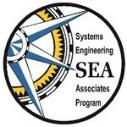 Systems
Engineering
SEA
Associates
Program